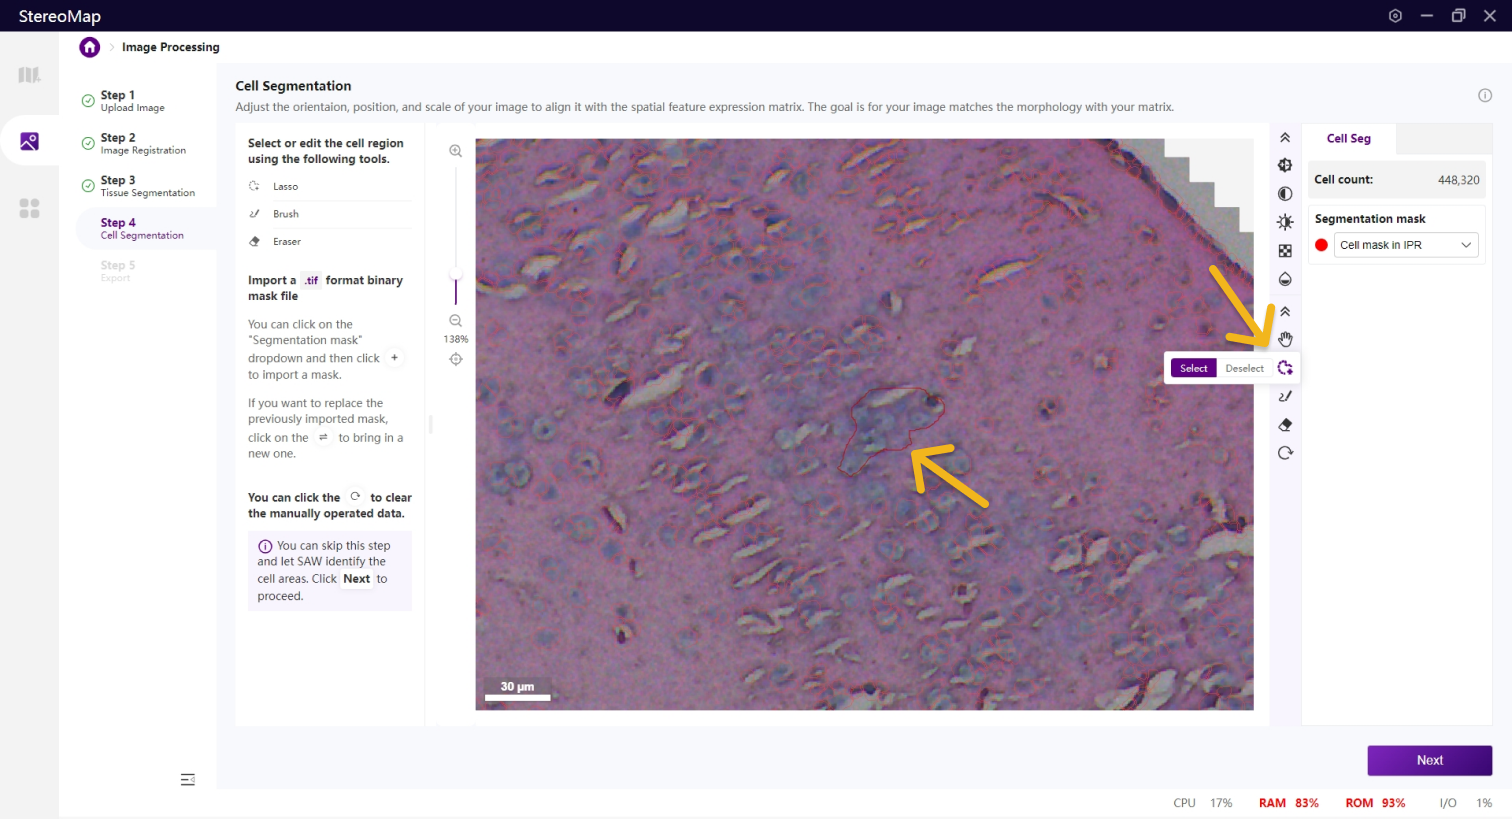 StereoMap
Image Processing
Step 1
Upload Image
Step 2
Image Registration
Step 3
Tissue Segmentation
Step 4
Cell Segmentation
Step 5
Export
Cell Segmentation
Adjust the orientaion, position, and scale of your image to align it with the spatial feature expression matrix. The goal is for your image matches the morphology with your matrix.
Select or edit the cell region
using the following tools.
Lasso
Brush
Eraser
Import a .tif format binary
mask file
You can click on the
"Segmentation mask"
dropdown and then click +
to import a mask.
If you want to replace the
previously imported mask,
click on the ⇌ to bring in a
new one.
You can click the ⟳ to clear
the manually operated data.
You can skip this step
and let SAW identify the
cell areas. Click Next to
proceed.
138%
30 µm
Select Deselect
Cell Seg
Cell count: 448,320
Segmentation mask
Cell mask in IPR
Next
CPU 17% RAM 83% ROM 93% I/O 1%